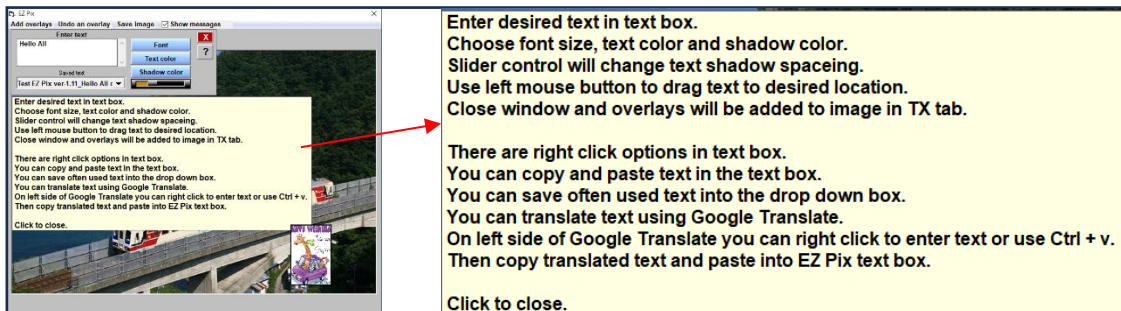 EZ Pix
Add overlays Undo an overlay Save Image Show messages
Enter text
Hello All
Font
Text color
Shadow color
X
?
Saved text
Test EZ Pix ver-1.11_Hello All r
Enter desired text in text box.
Choose font size, text color and shadow color.
Slider control will change text shadow spaceing.
Use left mouse button to drag text to desired location.
Close window and overlays will be added to image in TX tab.
There are right click options in text box.
You can copy and paste text in the text box.
You can save often used text into the drop down box.
You can translate text using Google Translate.
On left side of Google Translate you can right click to enter text or use Ctrl + v.
Then copy translated text and paste into EZ Pix text box.
Click to close.
Enter desired text in text box.
Choose font size, text color and shadow color.
Slider control will change text shadow spaceing.
Use left mouse button to drag text to desired location.
Close window and overlays will be added to image in TX tab.
There are right click options in text box.
You can copy and paste text in the text box.
You can save often used text into the drop down box.
You can translate text using Google Translate.
On left side of Google Translate you can right click to enter text or use Ctrl + v.
Then copy translated text and paste into EZ Pix text box.
Click to close.